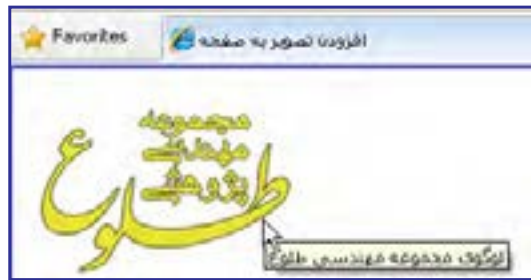 Favorites
افزودن تصویر به صفحه
مجموعه
مهندسی
پژوهشی
طلوع
لوگوی مجموعه مهندسی طلوع